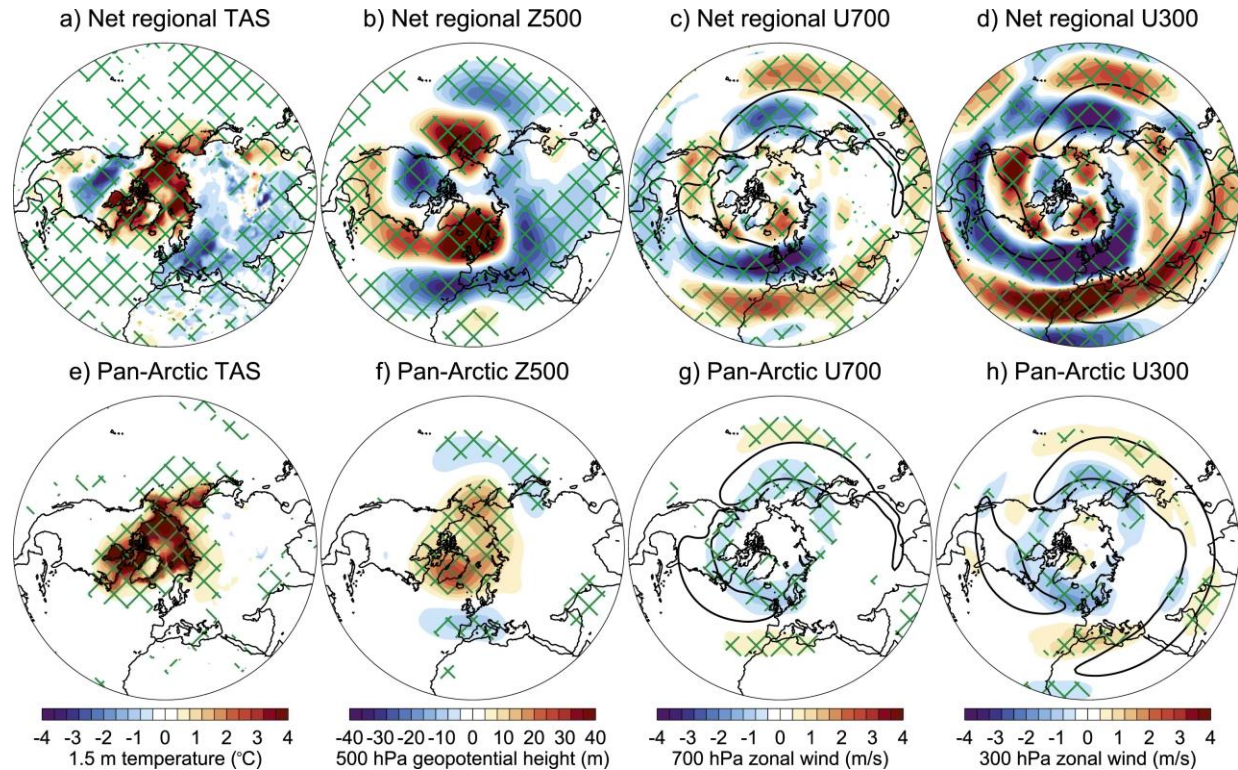 a) Net regional TAS
b) Net regional Z500
c) Net regional U700
d) Net regional U300
e) Pan-Arctic TAS
f) Pan-Arctic Z500
g) Pan-Arctic U700
h) Pan-Arctic U300
-4 -3 -2 -1 0 1 2 3 4
1.5 m temperature (°C)
-40 -30 -20 -10 0 10 20 30 40
500 hPa geopotential height (m)
-4 -3 -2 -1 0 1 2 3 4
700 hPa zonal wind (m/s)
-4 -3 -2 -1 0 1 2 3 4
300 hPa zonal wind (m/s)